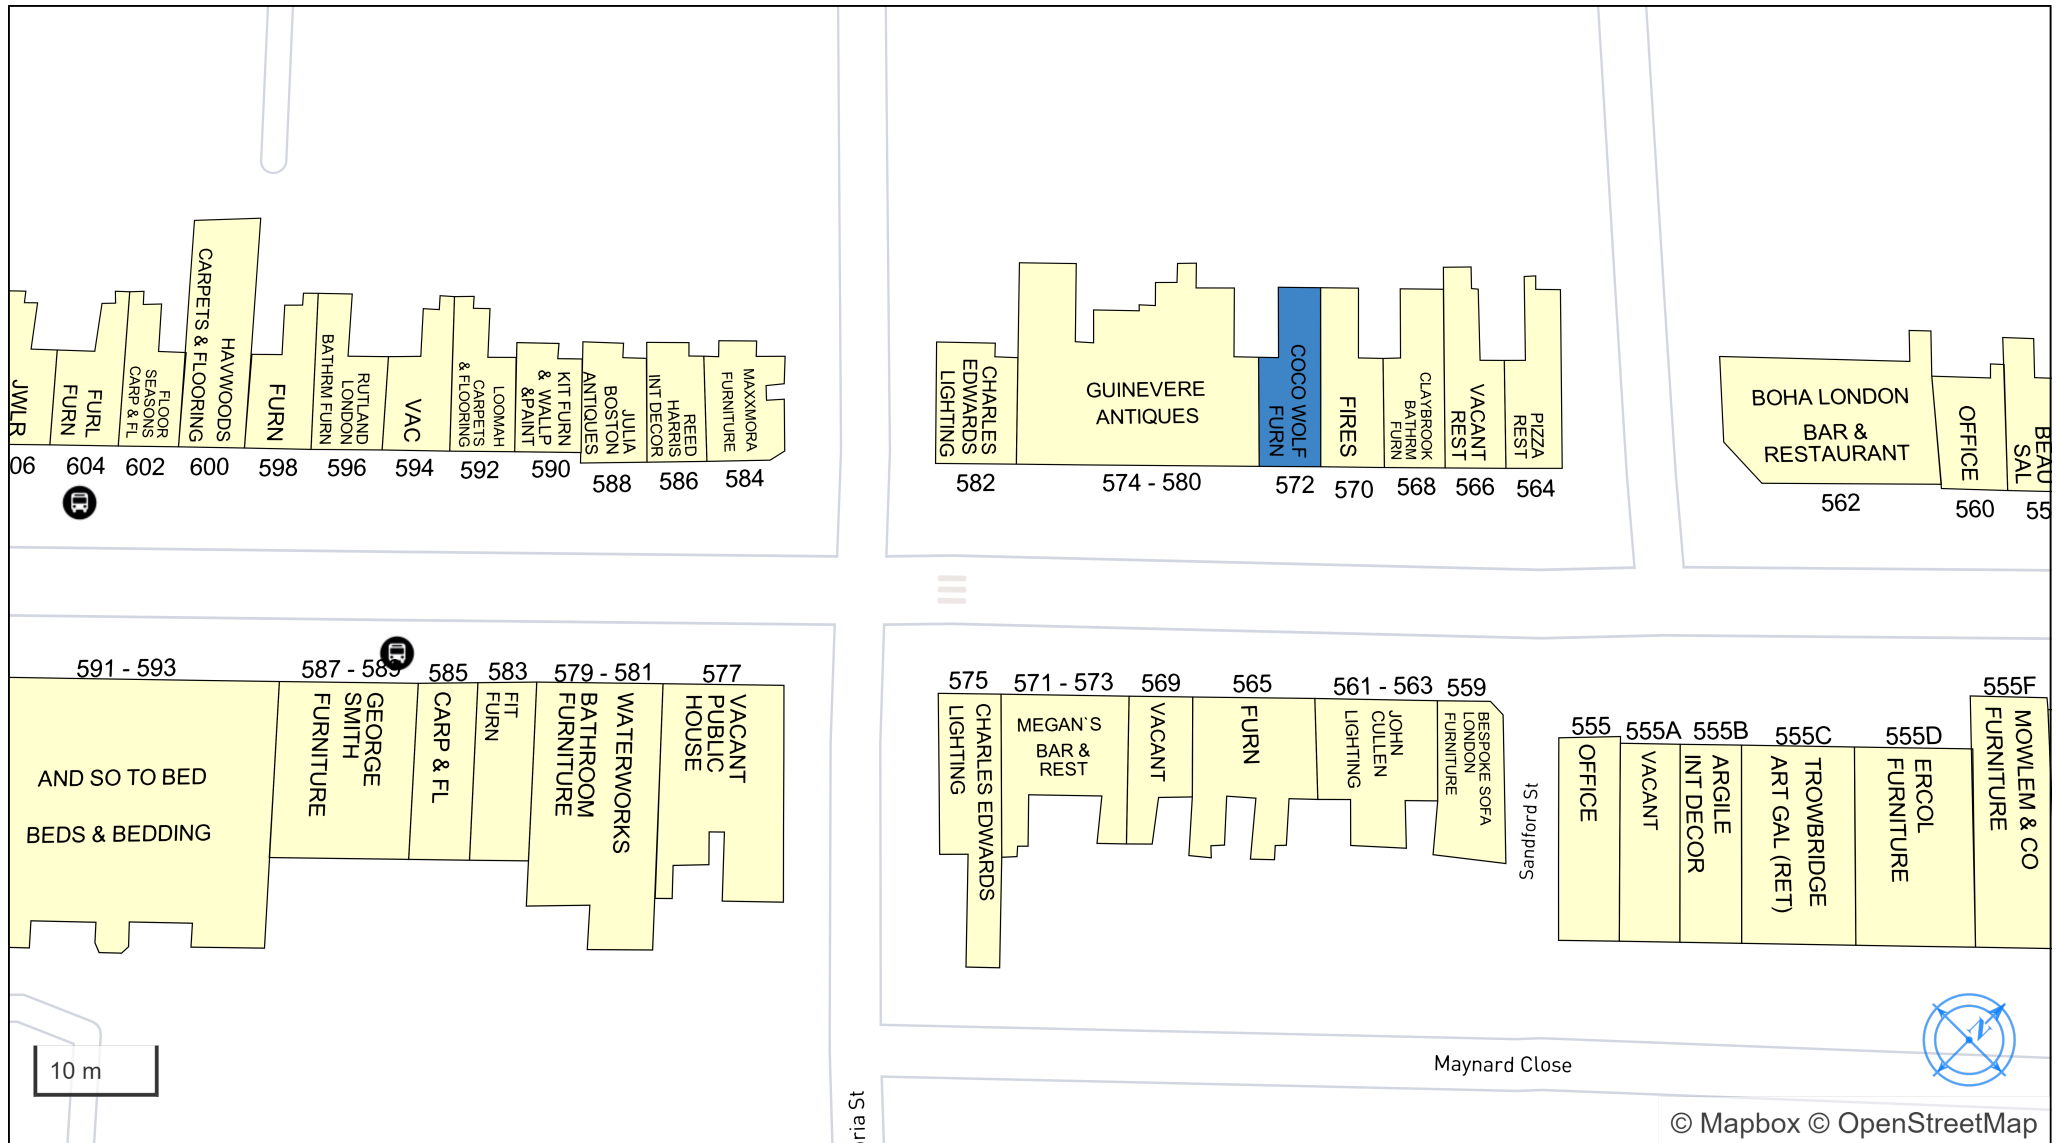 JWLR
06
FURL
FURN
604
FLOOR
SEASONS
CARP & FL
602
HAVWOODS
CARPETS & FLOORING
600
FURN
598
RUTLAND
LONDON
BATHRM FURN
596
VAC
594
LOOMAH
CARPETS
& FLOORING
592
KIT FURN
& WALLP
&PAINT
590
JULIA
BOSTON
ANTIQUES
588
REED
HARRIS
INT DECOR
586
MAXXMORA
FURNITURE
584
CHARLES
EDWARDS
LIGHTING
582
GUINEVERE
ANTIQUES
574 - 580
COCO WOLF
FURN
572
FIRES
570
CLAYBROOK
BATHRM
FURN
568
VACANT
REST
566
PIZZA
REST
564
BOHA LONDON
BAR &
RESTAURANT
562
OFFICE
560
BEAU
SAL
55
591 - 593
AND SO TO BED
BEDS & BEDDING
587 - 589
GEORGE
SMITH
FURNITURE
585
CARP & FL
583
FIT
FURN
579 - 581
WATERWORKS
BATHROOM
FURNITURE
577
VACANT
PUBLIC
HOUSE
575
CHARLES EDWARDS
LIGHTING
571 - 573
MEGAN`S
BAR &
REST
569
VACANT
565
FURN
561 - 563
JOHN
CULLEN
LIGHTING
559
BESPOKE SOFA
LONDON
FURNITURE
Sandford St
555
OFFICE
555A
VACANT
555B
ARGILE
INT DECOR
555C
TROWBRIDGE
ART GAL (RET)
555D
ERCOL
FURNITURE
555F
MOWLEM & CO
FURNITURE
N
10 m
Maynard Close
ria St
© Mapbox © OpenStreetMap